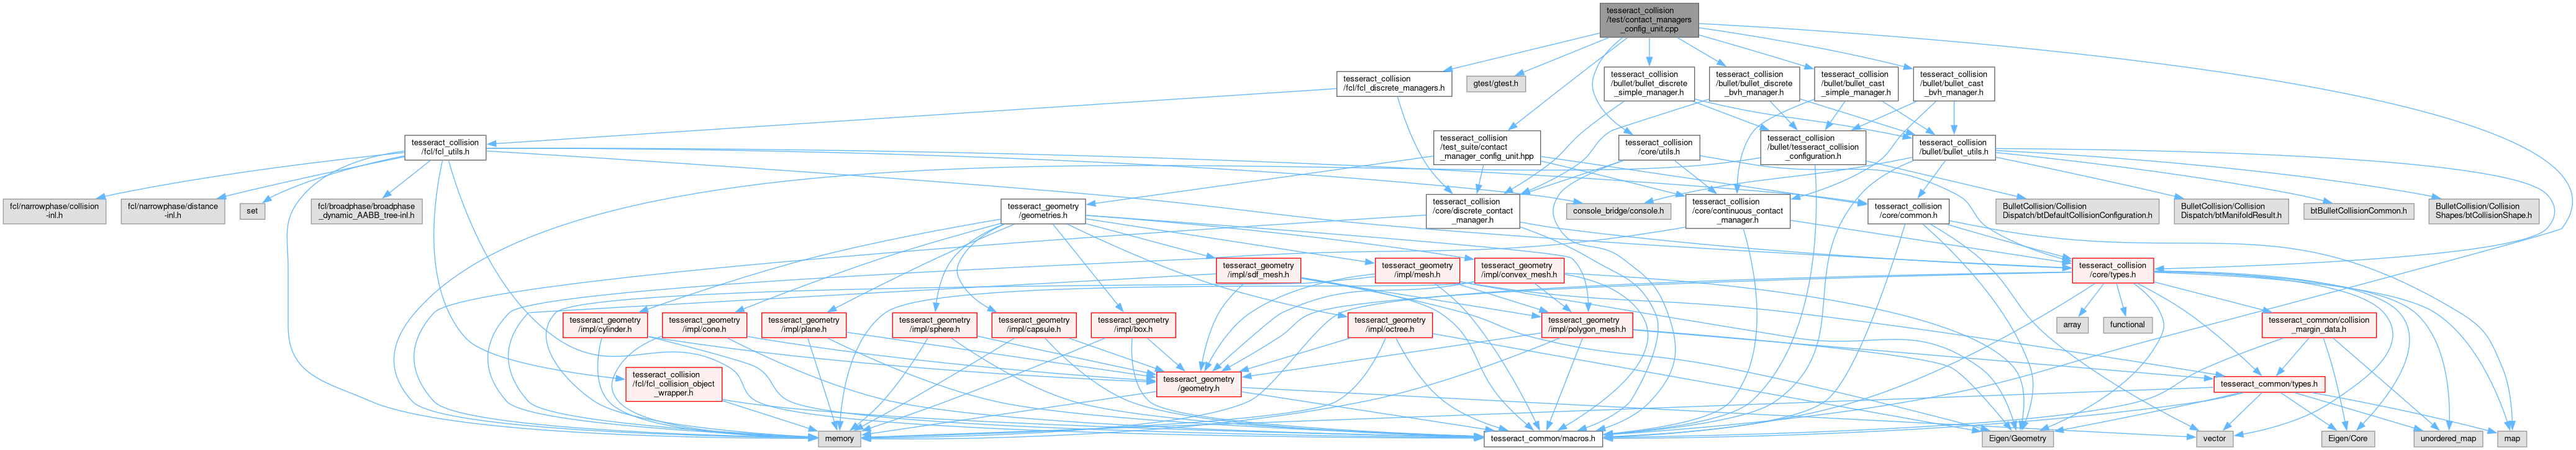 tesseract_collision
/test/contact_managers
_config_unit.cpp
tesseract_collision
/fcl/fcl_discrete_managers.h
gtest/gtest.h
tesseract_collision
/bullet/bullet_discrete
_simple_manager.h
tesseract_collision
/bullet/bullet_discrete
_bvh_manager.h
tesseract_collision
/bullet/bullet_cast
_simple_manager.h
tesseract_collision
/bullet/bullet_cast
_bvh_manager.h
tesseract_collision
/fcl/fcl_utils.h
tesseract_collision
/test_suite/contact
_manager_config_unit.hpp
tesseract_collision
/core/utils.h
tesseract_collision
/bullet/tesseract_collision
_configuration.h
tesseract_collision
/bullet/bullet_utils.h
fcl/narrowphase/collision
-inl.h
fcl/narrowphase/distance
-inl.h
set
fcl/broadphase/broadphase
_dynamic_AABB_tree-inl.h
tesseract_geometry
/geometries.h
tesseract_collision
/core/discrete_contact
_manager.h
console_bridge/console.h
tesseract_collision
/core/continuous_contact
_manager.h
tesseract_collision
/core/common.h
BulletCollision/Collision
Dispatch/btDefaultCollisionConfiguration.h
BulletCollision/Collision
Dispatch/btManifoldResult.h
btBulletCollisionCommon.h
BulletCollision/Collision
Shapes/btCollisionShape.h
tesseract_geometry
/impl/sdf_mesh.h
tesseract_geometry
/impl/mesh.h
tesseract_geometry
/impl/convex_mesh.h
tesseract_collision
/core/types.h
tesseract_geometry
/impl/cylinder.h
tesseract_geometry
/impl/cone.h
tesseract_geometry
/impl/plane.h
tesseract_geometry
/impl/sphere.h
tesseract_geometry
/impl/capsule.h
tesseract_geometry
/impl/box.h
tesseract_geometry
/impl/octree.h
tesseract_geometry
/impl/polygon_mesh.h
array
functional
tesseract_common/collision
_margin_data.h
tesseract_collision
/fcl/fcl_collision_object
_wrapper.h
tesseract_geometry
/geometry.h
tesseract_common/types.h
memory
tesseract_common/macros.h
Eigen/Geometry
vector
Eigen/Core
unordered_map
map